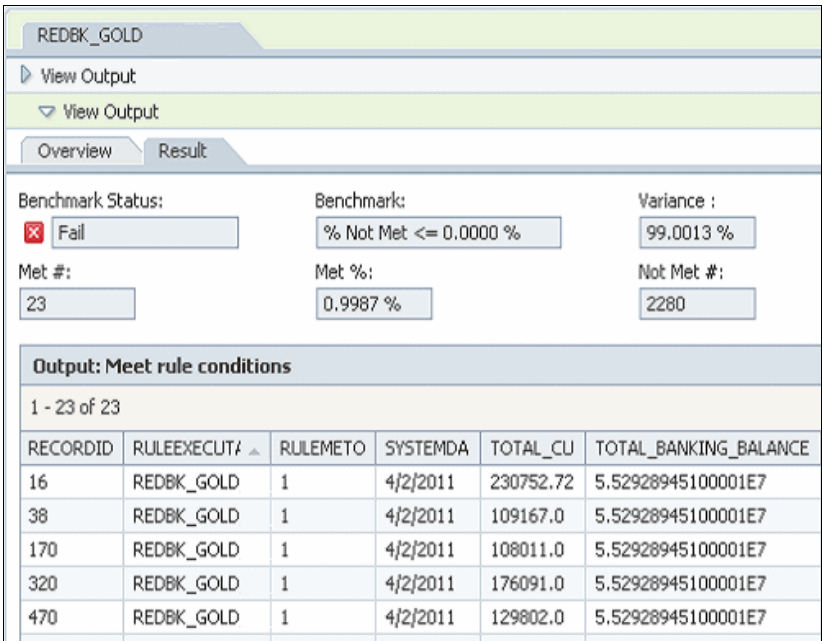 REDBK_GOLD
View Output
View Output
Overview Result
Benchmark Status: Benchmark: Variance :
Fail % Not Met <= 0.0000 % 99.0013 %
Met #: Met %: Not Met #:
23 0.9987 % 2280
Output: Meet rule conditions
1 - 23 of 23
RECORDID RULEEXECUTA RULEMETO SYSTEMDA TOTAL_CU TOTAL_BANKING_BALANCE
16 REDBK_GOLD 1 4/2/2011 230752.72 5.52928945100001E7
38 REDBK_GOLD 1 4/2/2011 109167.0 5.52928945100001E7
170 REDBK_GOLD 1 4/2/2011 108011.0 5.52928945100001E7
320 REDBK_GOLD 1 4/2/2011 176091.0 5.52928945100001E7
470 REDBK_GOLD 1 4/2/2011 129802.0 5.52928945100001E7